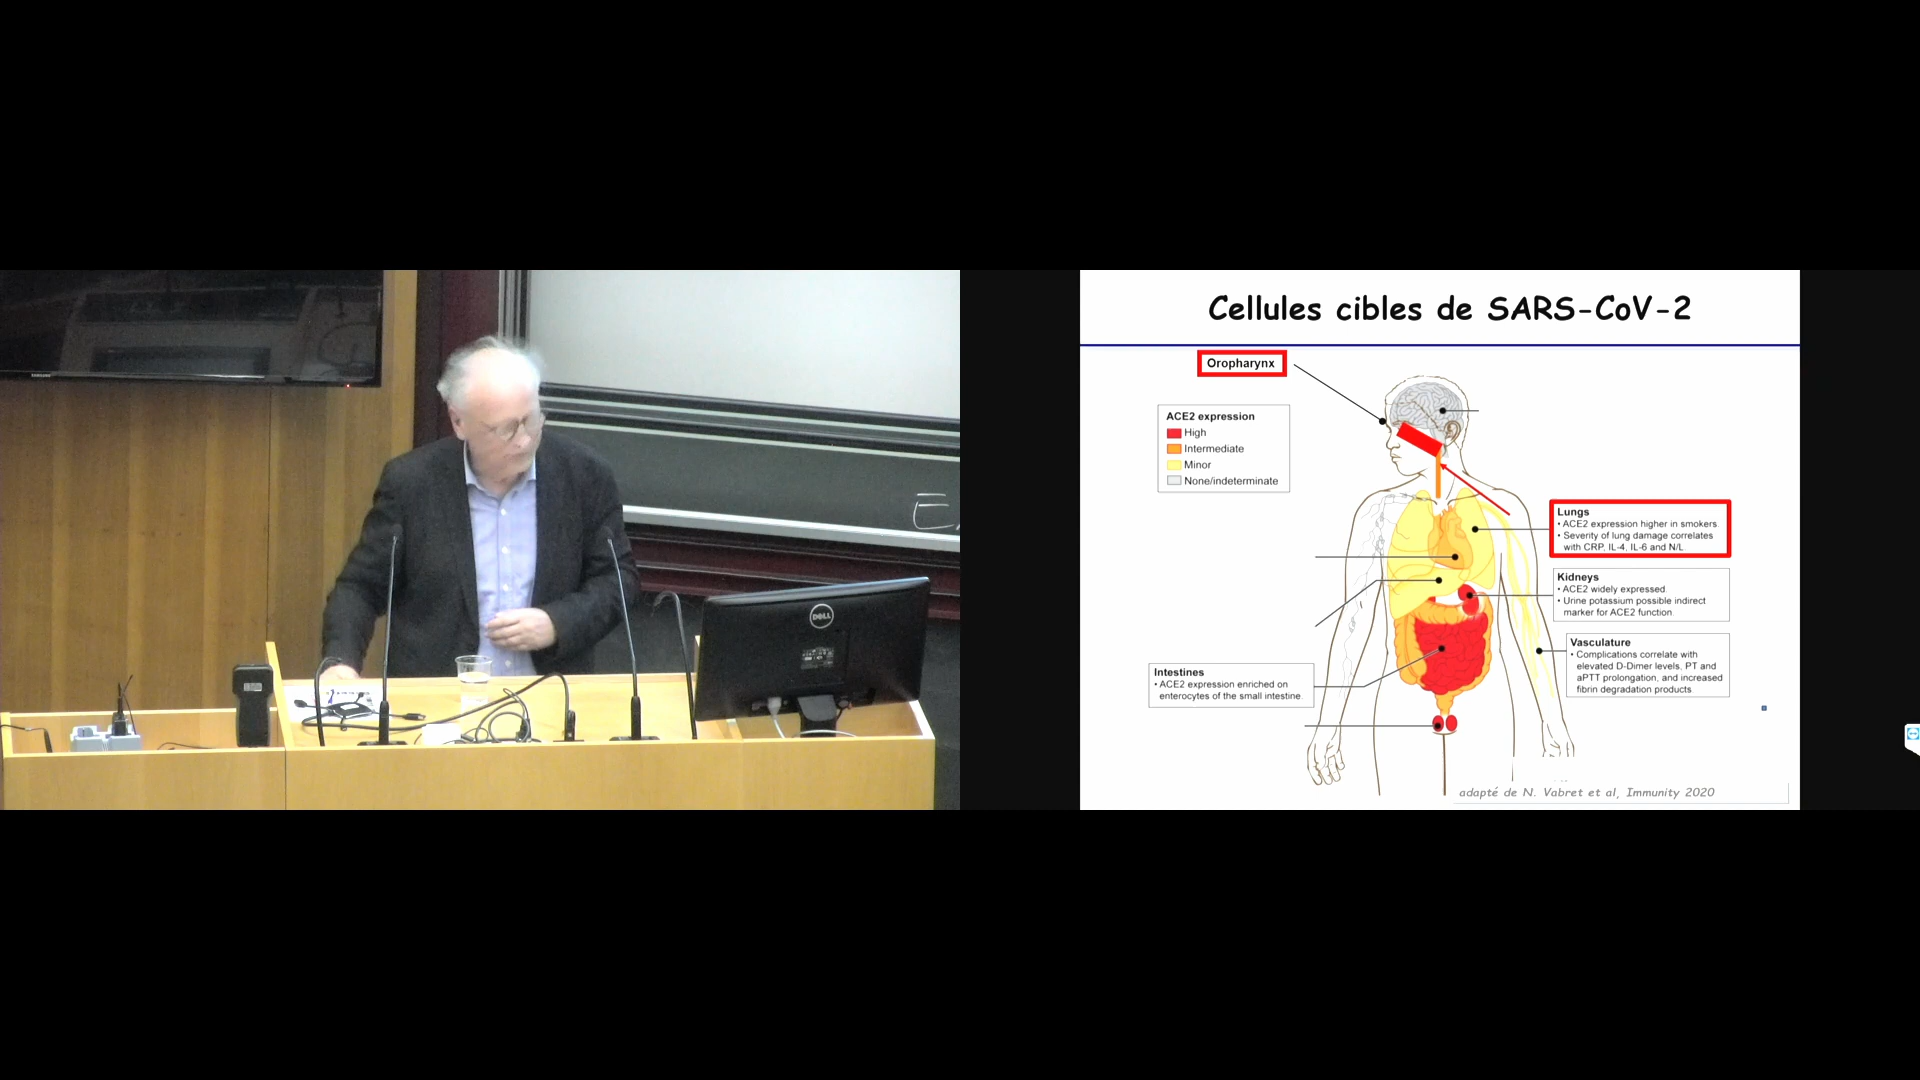 SAMSUNG
DELL
E
Cellules cibles de SARS-CoV-2
Oropharynx
ACE2 expression
High
Intermediate
Minor
None/indeterminate
Lungs
• ACE2 expression higher in smokers
• Severity of lung damage correlates
with CRP, IL-4, IL-6 and N/L
Kidneys
• ACE2 widely expressed
• Urine potassium possible indirect
marker for ACE2 function
Vasculature
• Complications correlate with
elevated D-Dimer levels, PT and
aPTT prolongation, and increased
fibrin degradation products
Intestines
• ACE2 expression enriched on
enterocytes of the small intestine
adapté de N. Vabret et al, Immunity 2020